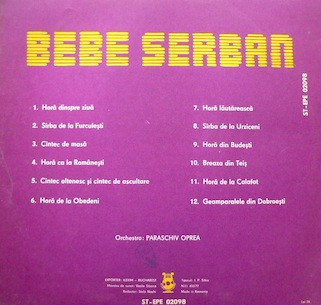 BEBE SERBAN
ST-EPE 02098
1. Horă dinspre ziuă
2. Sîrba de la Furculești
3. Cîntec de masă
4. Horă ca la Românești
5. Cîntec oltenesc și cîntec de ascultare
6. Horă de la Obedeni
7. Horă lăutărească
8. Sîrba de la Urziceni
9. Horă din Budești
10. Breaza din Teiș
11. Horă de la Calafat
12. Geamparalele din Dobroești
Orchestra: PARASCHIV OPREA
ST-EPE 02098